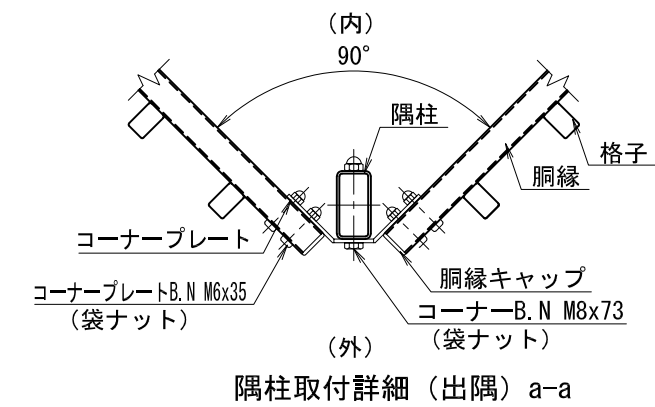 (内)
90°
隅柱
格子
胴縁
コーナープレート
胴縁キャップ
コーナープレートB.N M6x35
(袋ナット)
コーナーB.N M8x73
(袋ナット)
(外)
隅柱取付詳細 (出隅) a-a